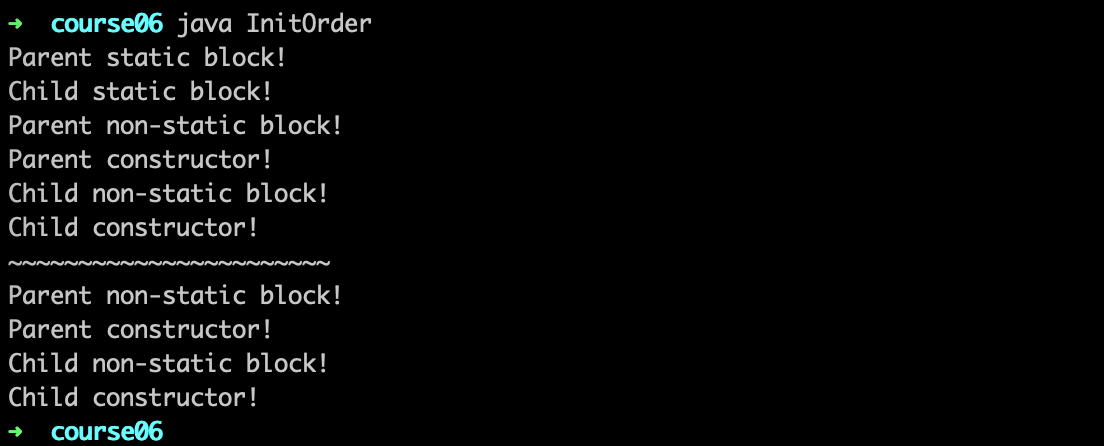 ➜  course06 java InitOrder
Parent static block!
Child static block!
Parent non-static block!
Parent constructor!
Child non-static block!
Child constructor!
~~~~~~~~~~~~~~~~~~~~~~~
Parent non-static block!
Parent constructor!
Child non-static block!
Child constructor!
➜  course06